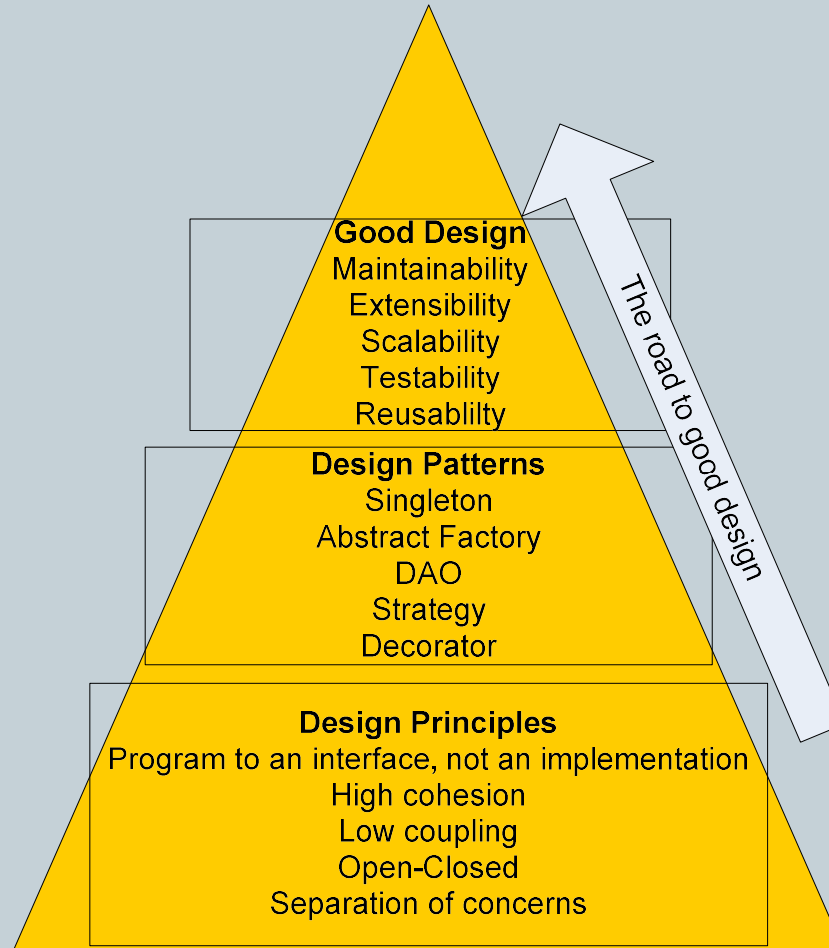 Good Design
Maintainability
Extensibility
Scalability
Testability
Reusablilty
The road to good design
Design Patterns
Singleton
Abstract Factory
DAO
Strategy
Decorator
Design Principles
Program to an interface, not an implementation
High cohesion
Low coupling
Open-Closed
Separation of concerns